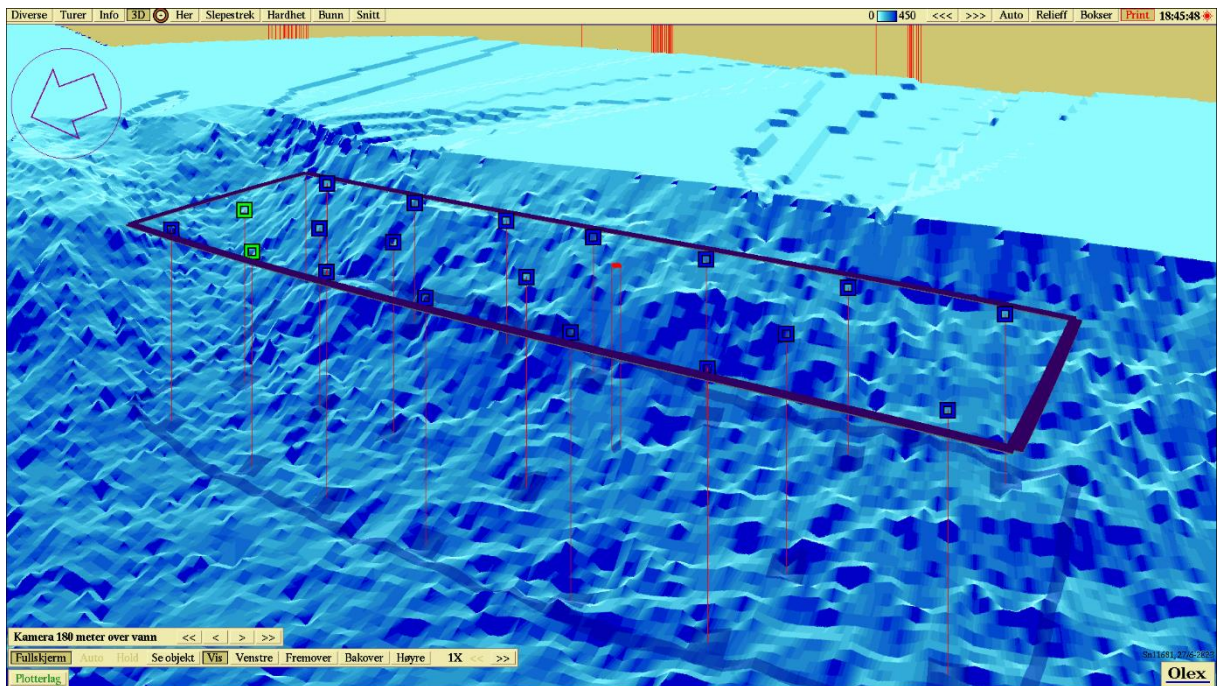 Diverse Turer Info 3D Her Slepestrek Hardhet Bunn Snitt 0 450 <<< >>> Auto Relieff Bokser Print 18:45:48
Kamera 180 meter over vann << < > >>
Fullskjerm Auto Hold Se objekt Vis Venstre Fremover Bakover Høyre 1X << >>
Plotterlag
Olex